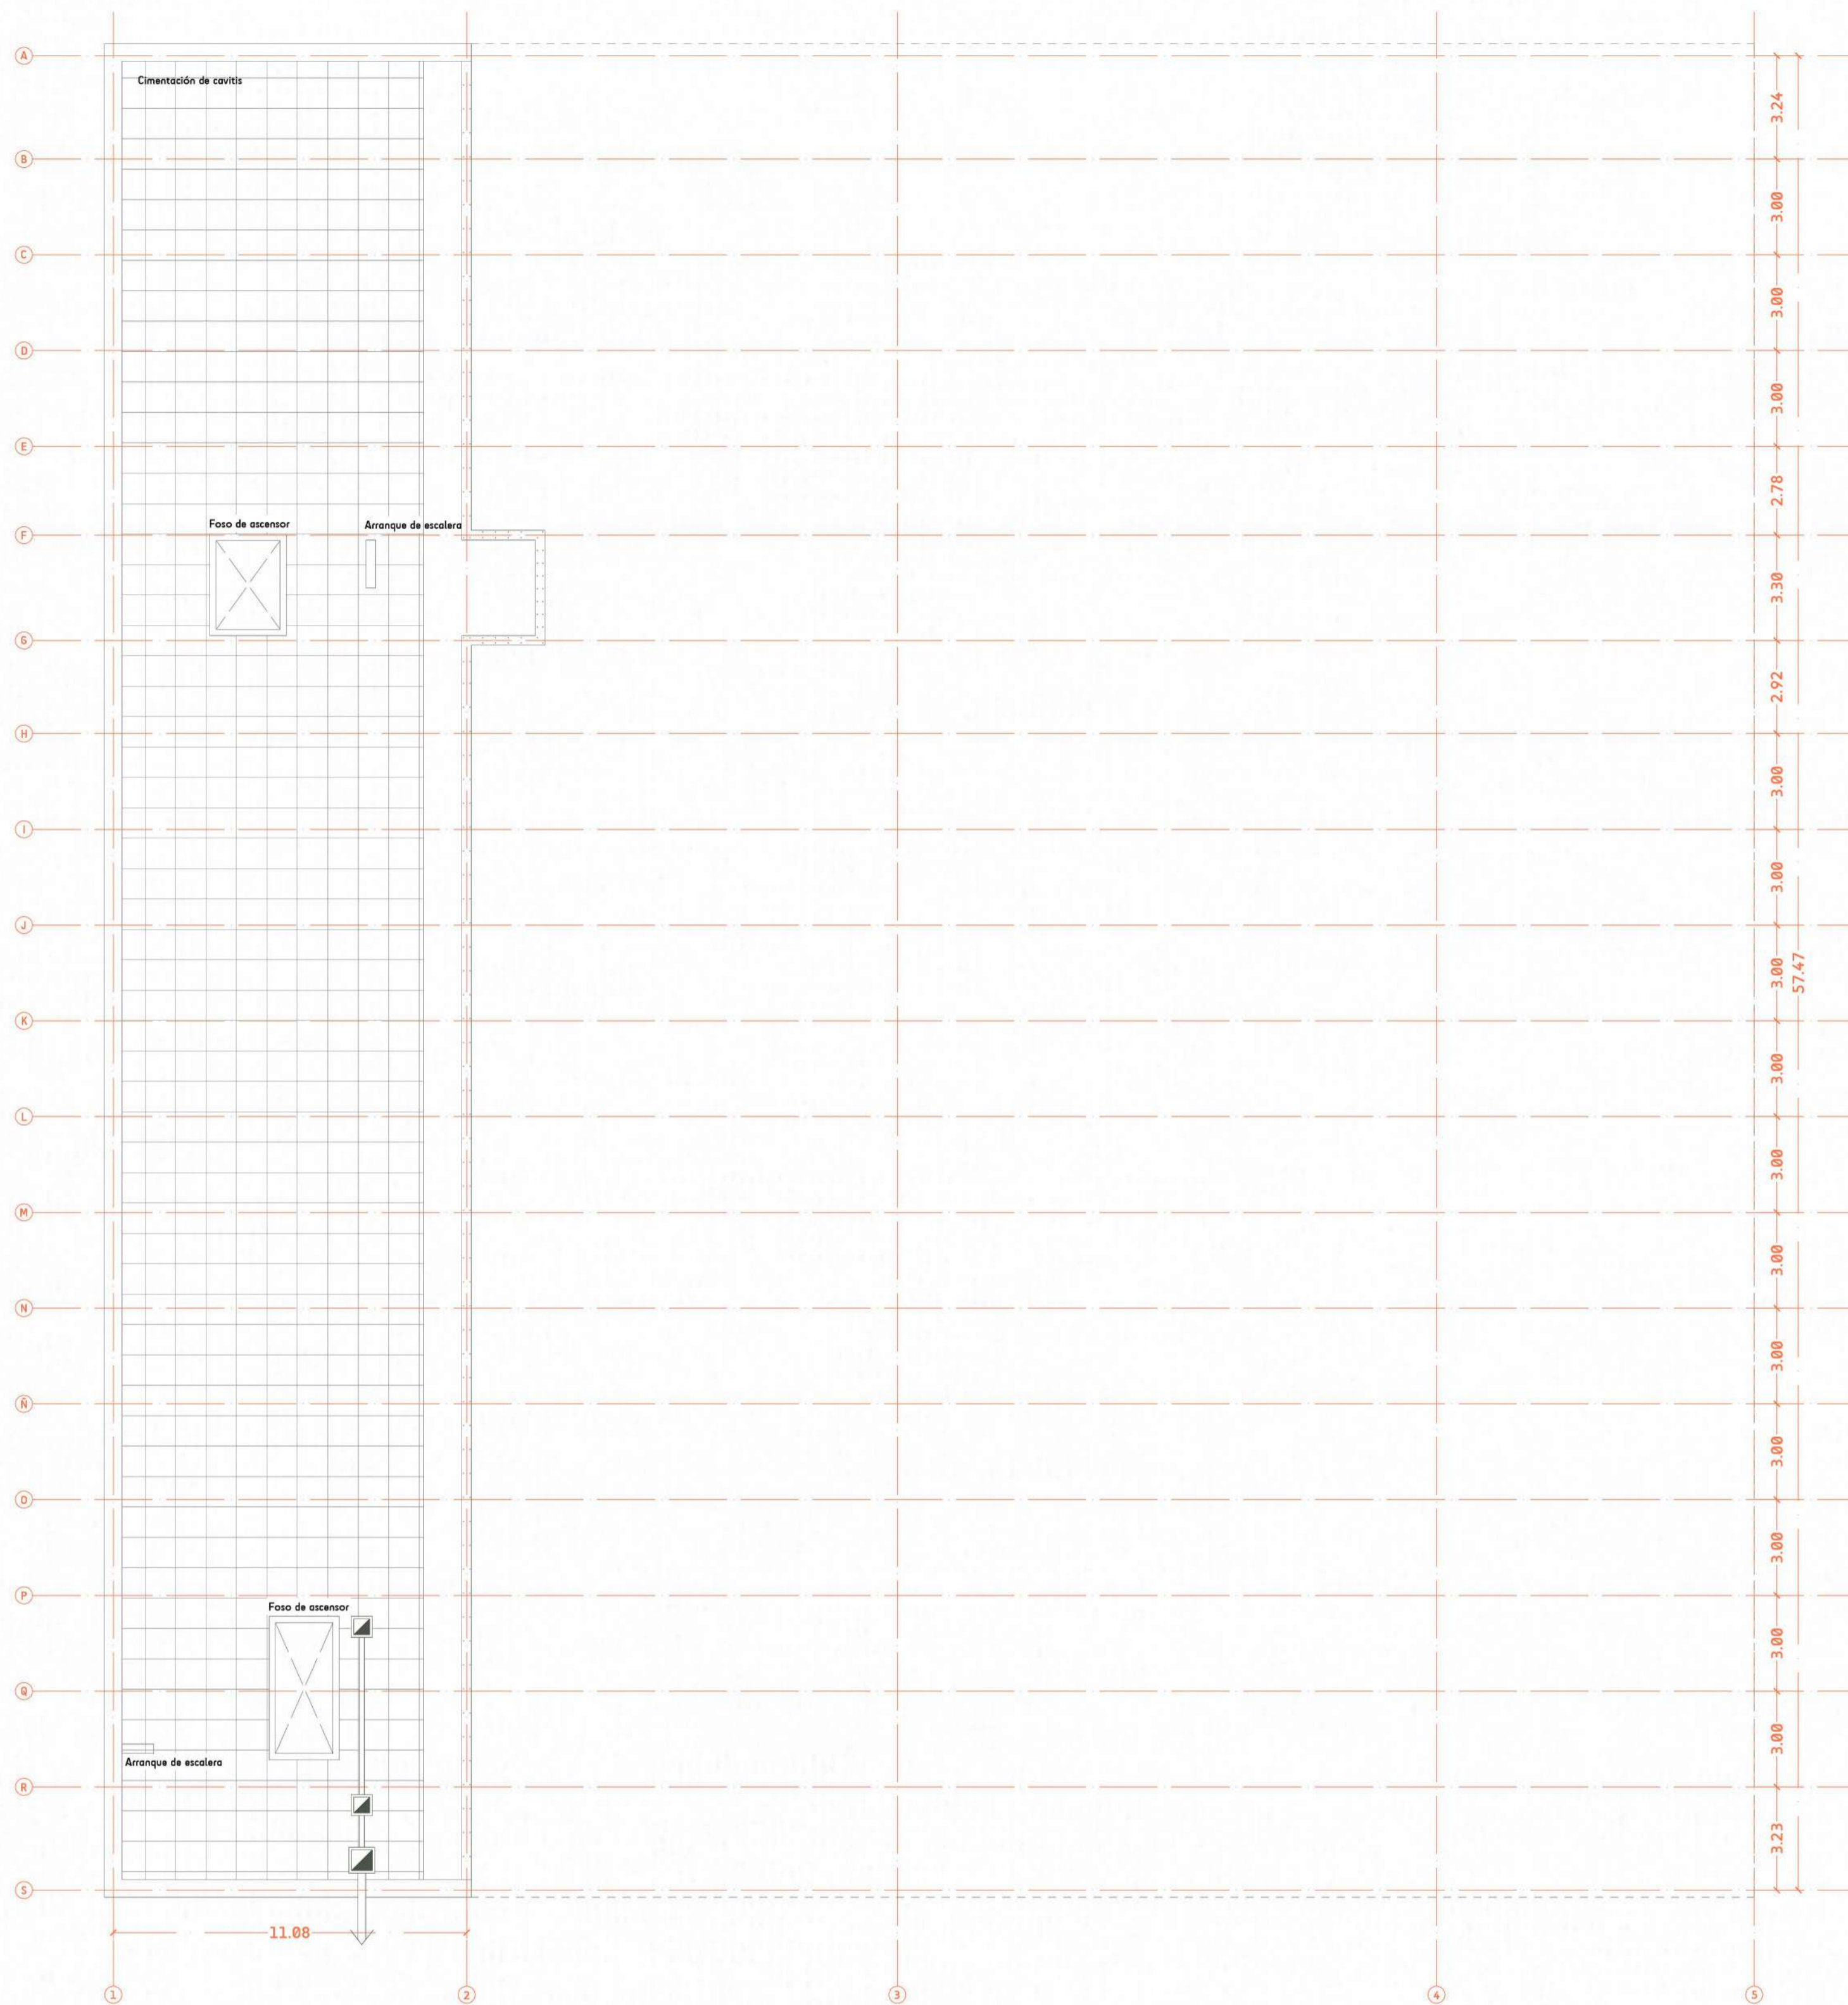 A
Cimentación de cavitis
3.24
B
3.00
C
3.00
D
3.00
E
2.78
Foso de ascensor
Arranque de escalera
F
3.30
G
2.92
H
3.00
I
3.00
J
3.00
57.47
K
3.00
L
3.00
M
3.00
N
3.00
Ñ
3.00
O
3.00
P
Foso de ascensor
3.00
Q
3.00
Arranque de escalera
R
3.23
S
11.08
1 2 3 4 5